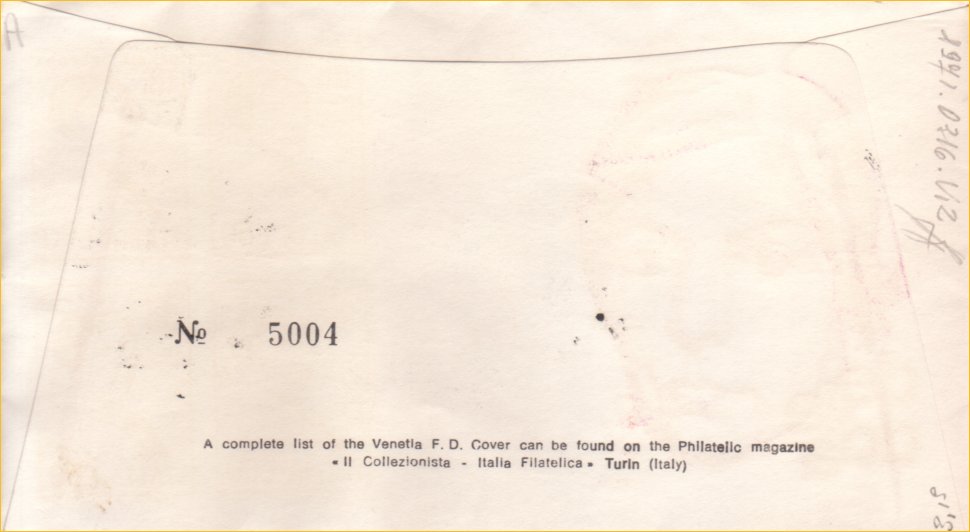 A
№ 5004
A complete list of the Venetia F. D. Cover can be found on the Philatelic magazine
« Il Collezionista - Italia Filatelica » Turin (Italy)